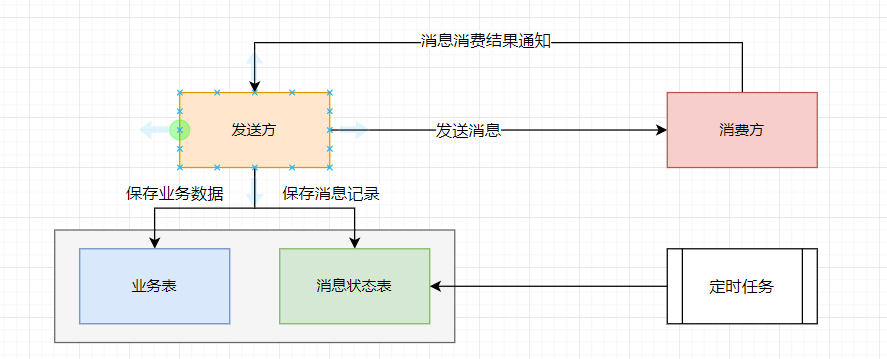 消息消费结果通知
发送方
发送消息
消费方
保存业务数据
保存消息记录
业务表
消息状态表
定时任务